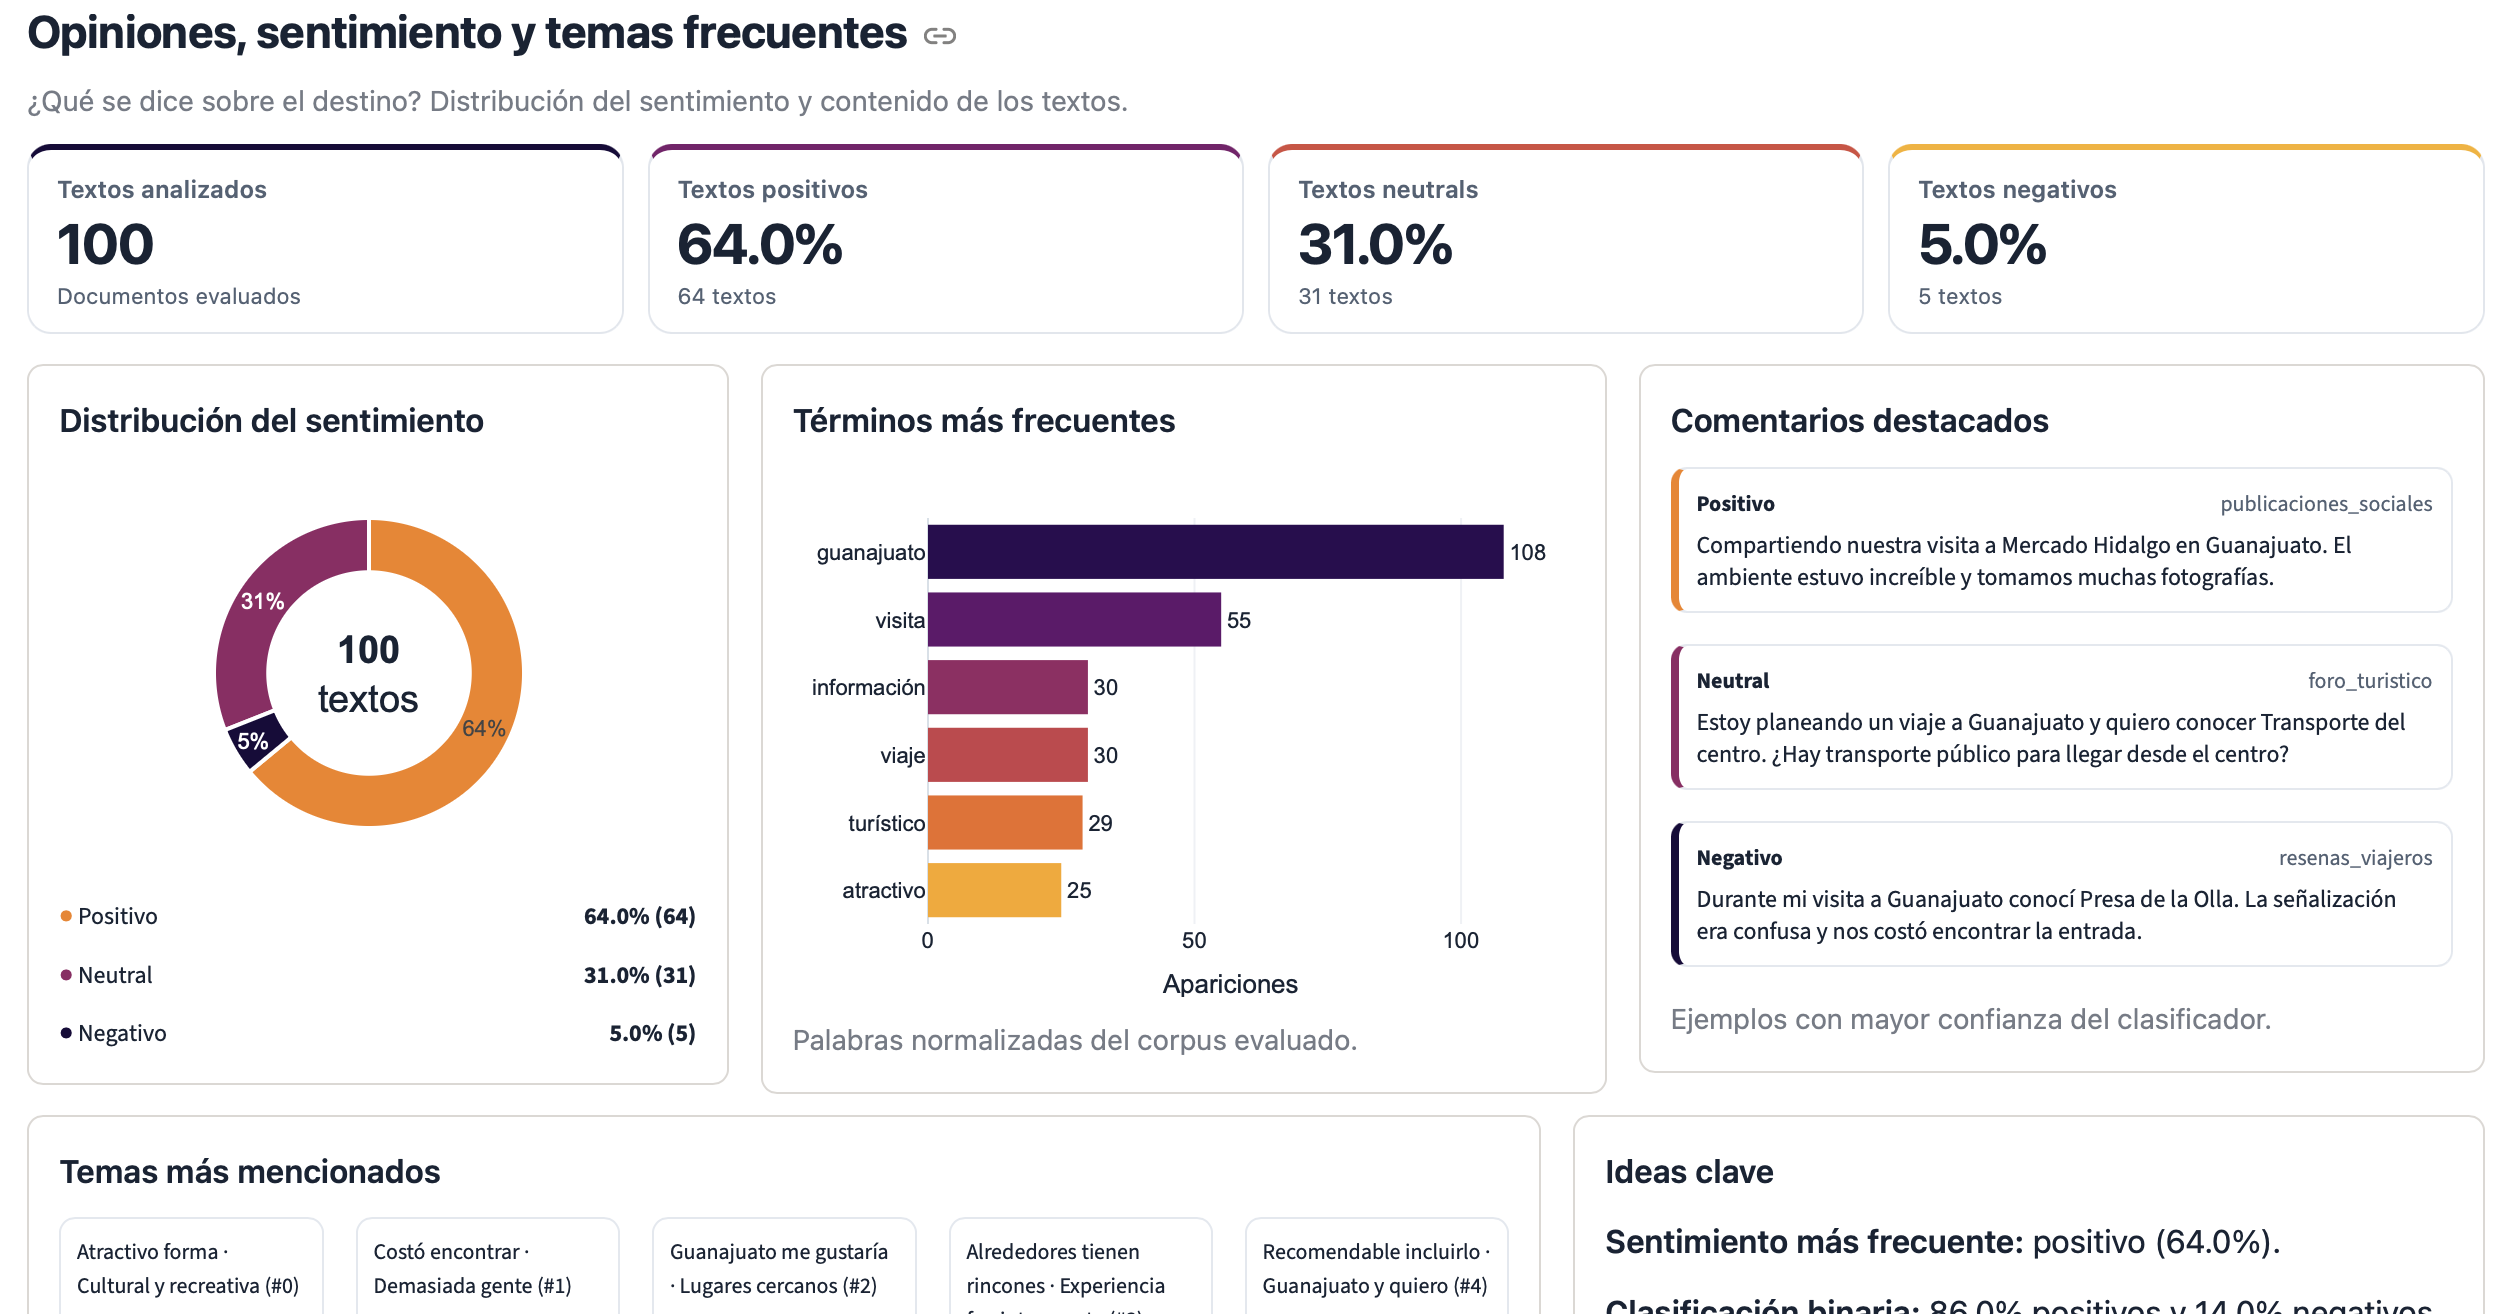 Opiniones, sentimiento y temas frecuentes
¿Qué se dice sobre el destino? Distribución del sentimiento y contenido de los textos.
Textos analizados
100
Documentos evaluados
Textos positivos
64.0%
64 textos
Textos neutrals
31.0%
31 textos
Textos negativos
5.0%
5 textos
Distribución del sentimiento
31%
100
textos
64%
5%
Positivo 64.0% (64)
Neutral 31.0% (31)
Negativo 5.0% (5)
Términos más frecuentes
guanajuato 108
visita 55
información 30
viaje 30
turístico 29
atractivo 25
0 50 100
Apariciones
Palabras normalizadas del corpus evaluado.
Comentarios destacados
Positivo publicaciones_sociales
Compartiendo nuestra visita a Mercado Hidalgo en Guanajuato. El
ambiente estuvo increíble y tomamos muchas fotografías.
Neutral foro_turistico
Estoy planeando un viaje a Guanajuato y quiero conocer Transporte del
centro. ¿Hay transporte público para llegar desde el centro?
Negativo resenas_viajeros
Durante mi visita a Guanajuato conocí Presa de la Olla. La señalización
era confusa y nos costó encontrar la entrada.
Ejemplos con mayor confianza del clasificador.
Temas más mencionados
Atractivo forma ·
Cultural y recreativa (#0)
Costó encontrar ·
Demasiada gente (#1)
Guanajuato me gustaría
· Lugares cercanos (#2)
Alrededores tienen
rincones · Experiencia
Recomendable incluirlo ·
Guanajuato y quiero (#4)
Ideas clave
Sentimiento más frecuente: positivo (64.0%).
Clasificación binaria: 86.0% positivos y 14.0% negativos